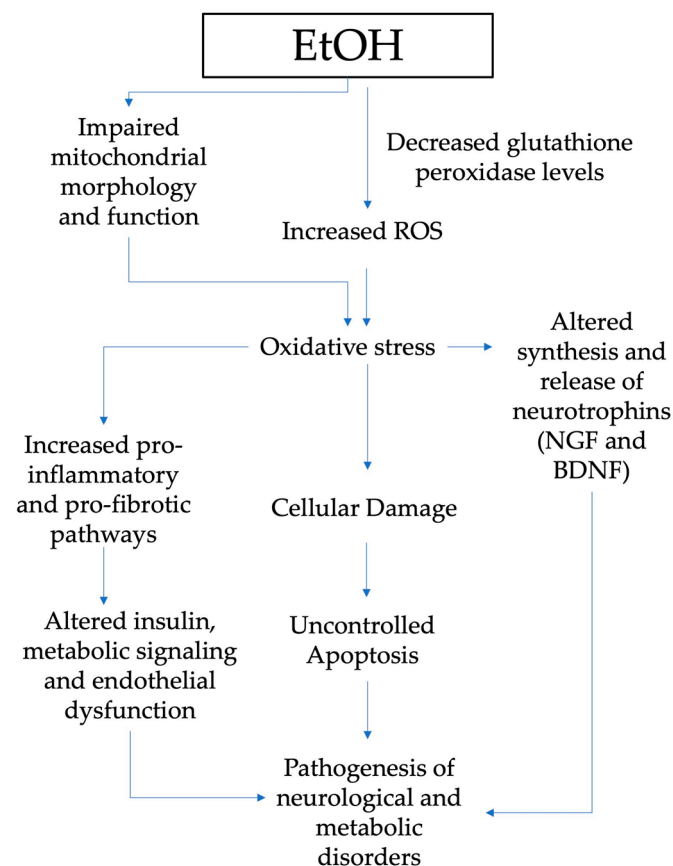 EtOH
Impaired
mitochondrial
morphology
and function
Decreased glutathione
peroxidase levels
Increased ROS
Oxidative stress
Altered
synthesis and
release of
neurotrophins
(NGF and
BDNF)
Increased pro-
inflammatory
and pro-fibrotic
pathways
Cellular Damage
Altered insulin,
metabolic signaling
and endothelial
dysfunction
Uncontrolled
Apoptosis
Pathogenesis of
neurological and
metabolic
disorders